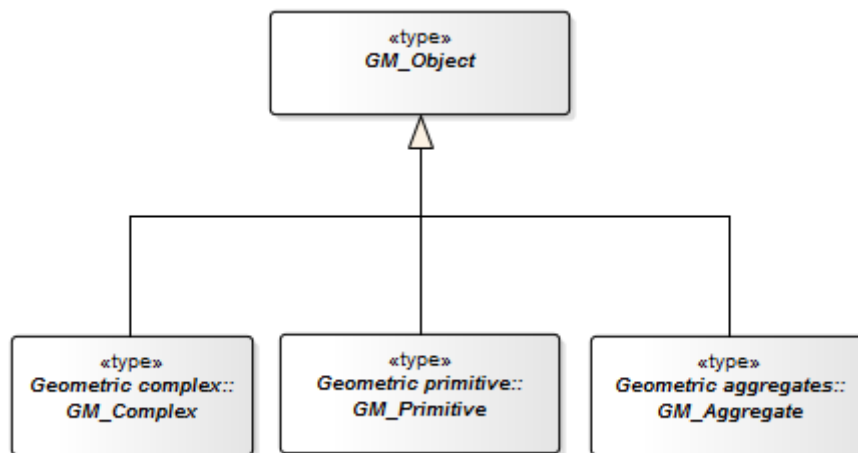 «type»
GM_Object
«type»
Geometric complex::
GM_Complex
«type»
Geometric primitive::
GM_Primitive
«type»
Geometric aggregates::
GM_Aggregate